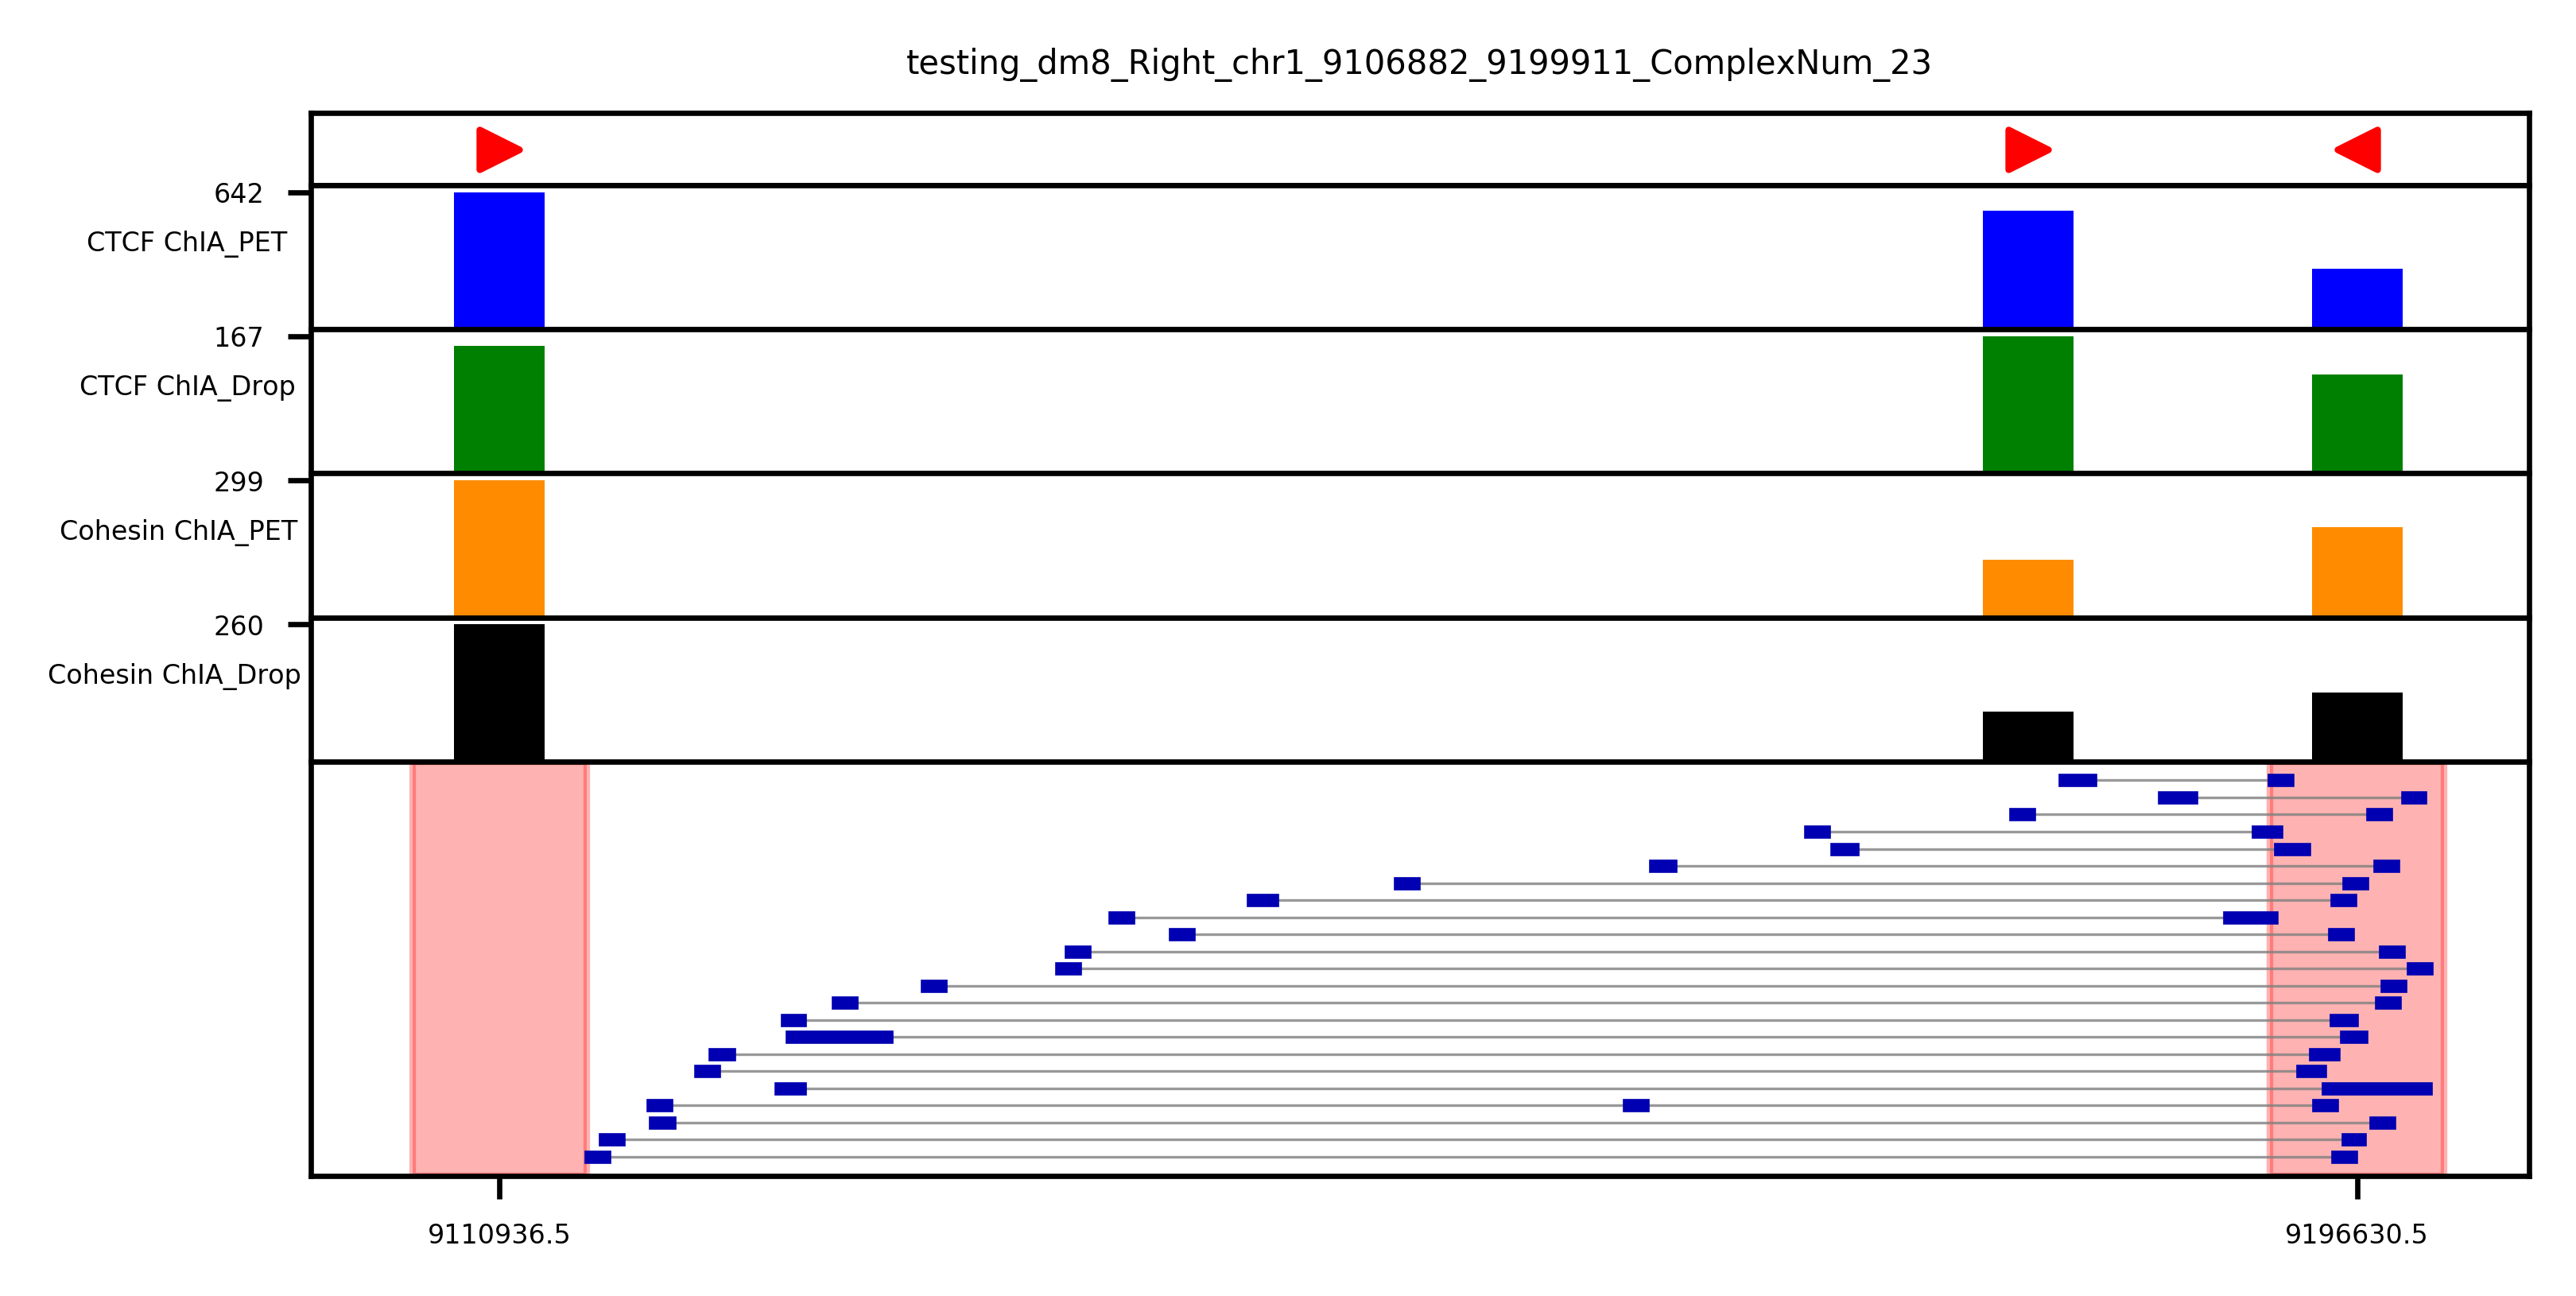 testing_dm8_Right_chr1_9106882_9199911_ComplexNum_23
642
CTCF ChIA_PET
167
CTCF ChIA_Drop
299
Cohesin ChIA_PET
260
Cohesin ChIA_Drop
9110936.5 9196630.5